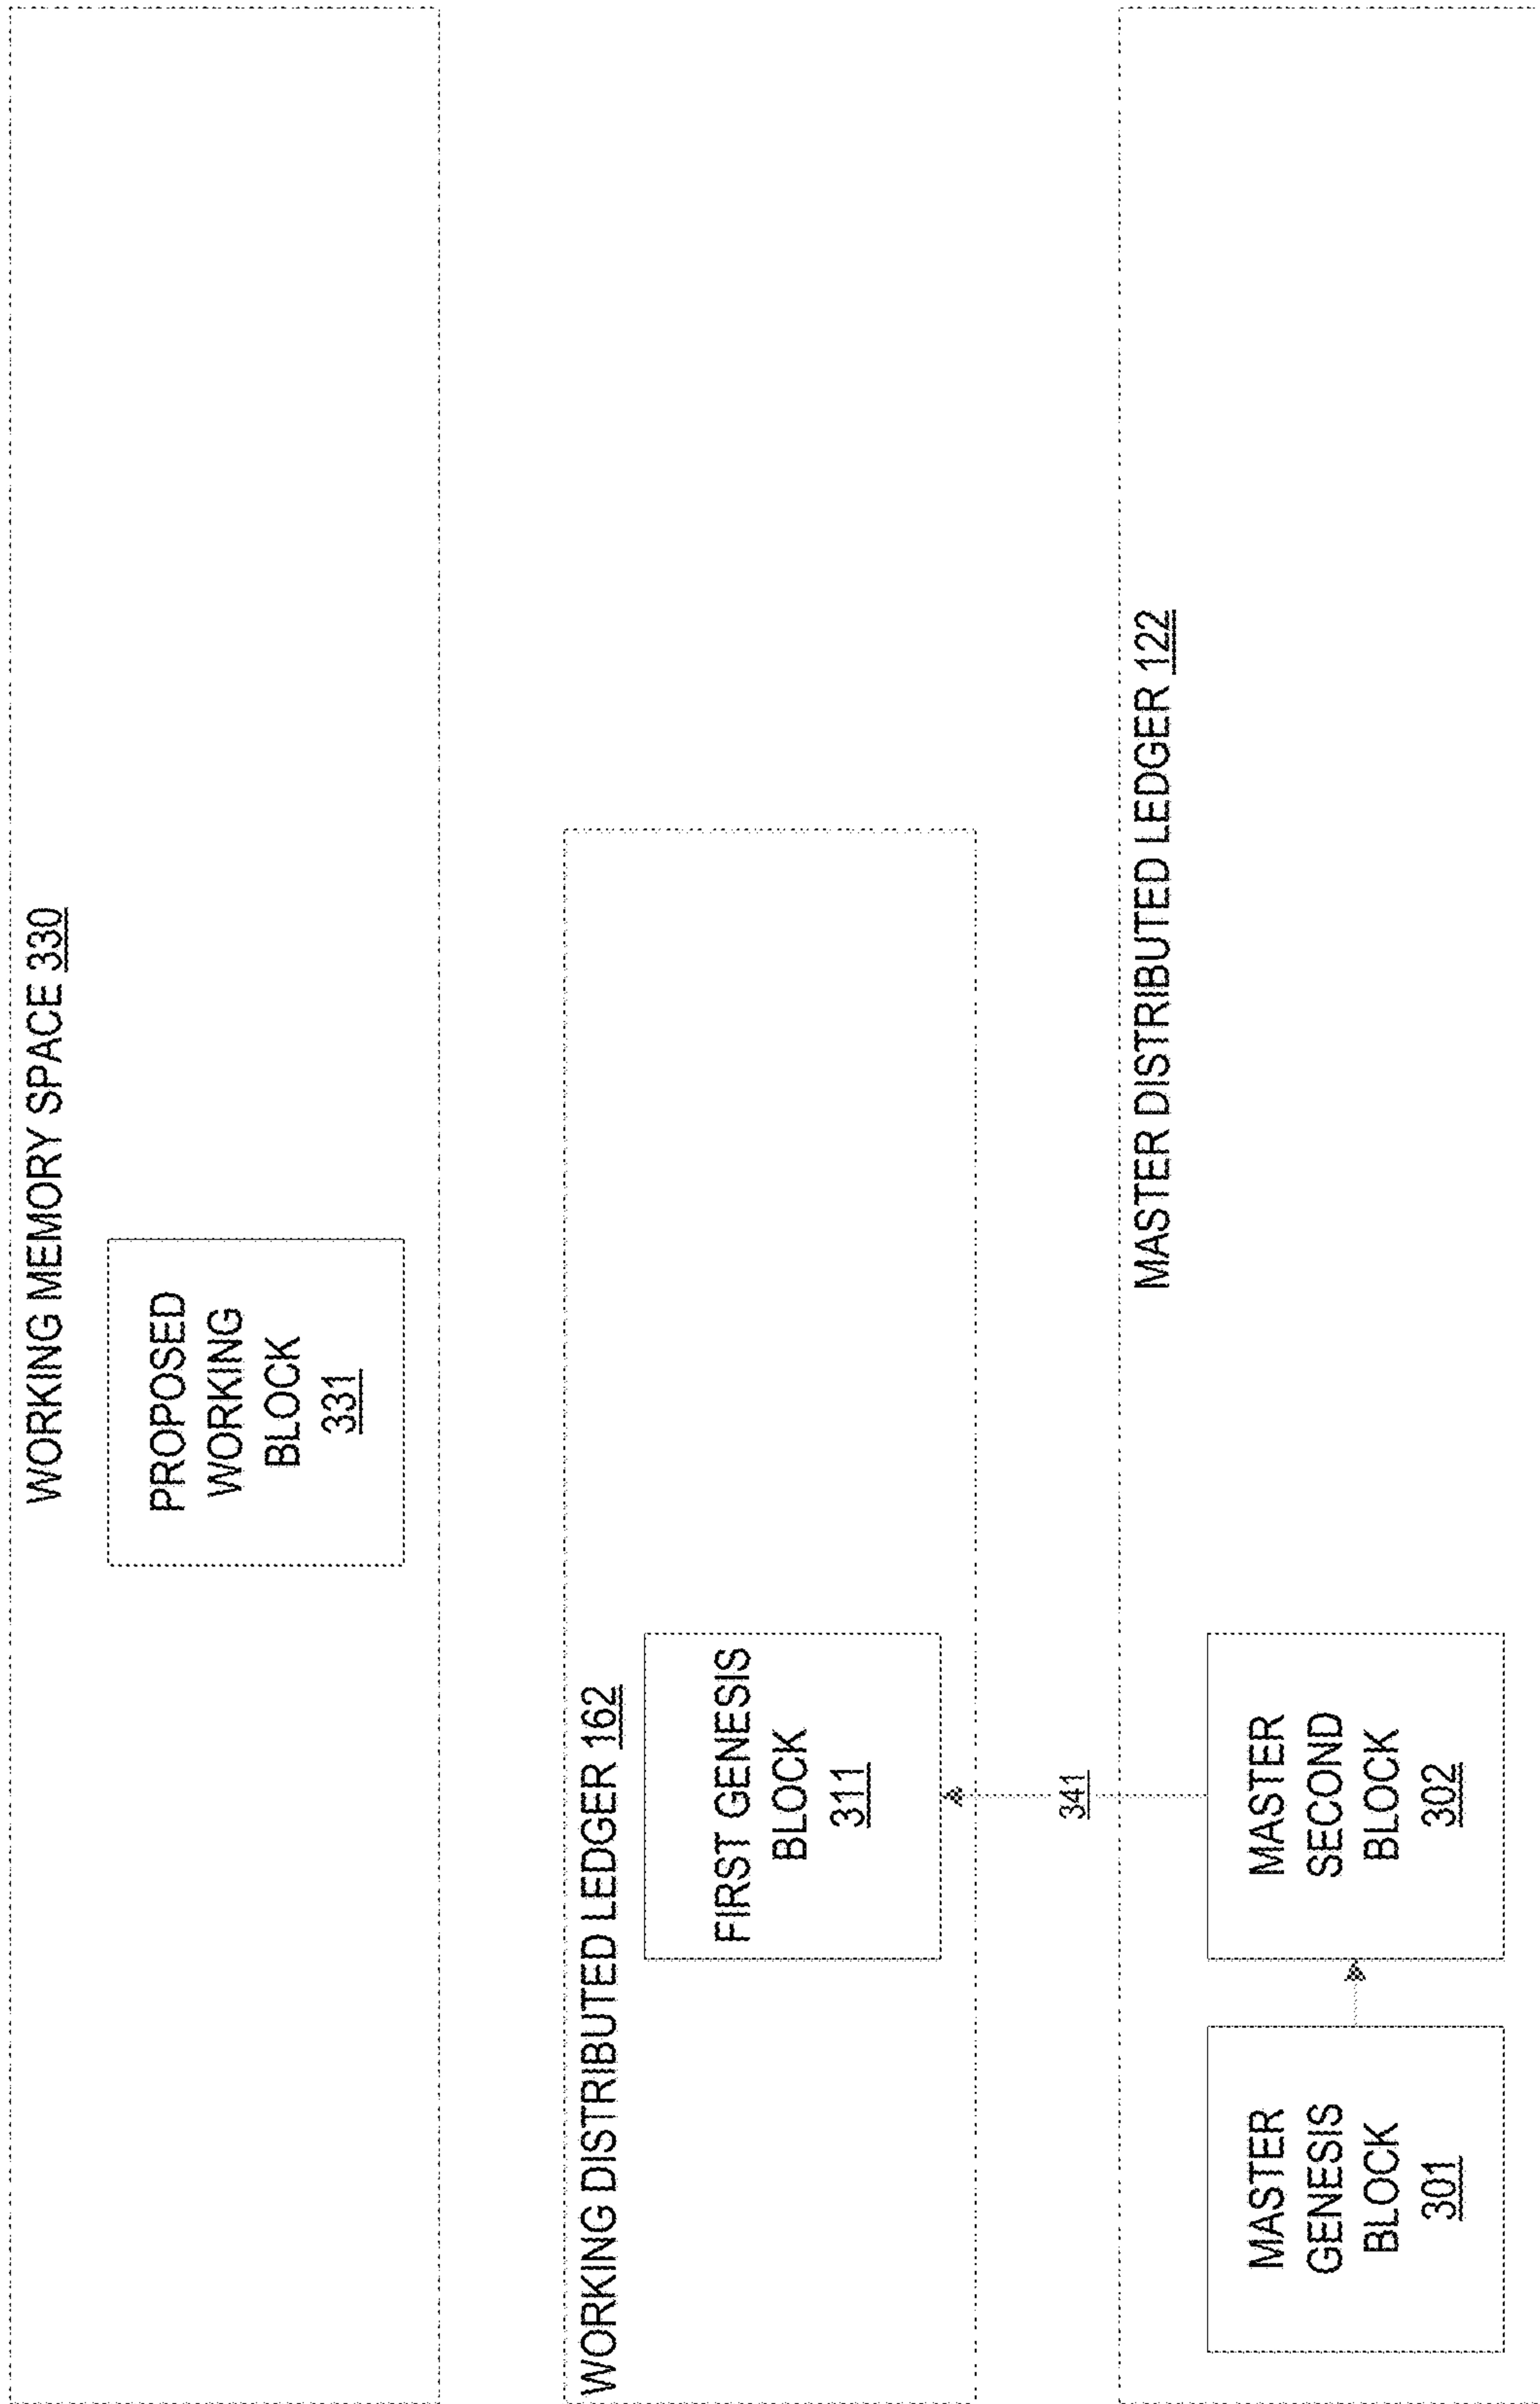 WORKING MEMORY SPACE 330
PROPOSED
WORKING
BLOCK
331
WORKING DISTRIBUTED LEDGER 162
FIRST GENESIS
BLOCK
311
341
MASTER DISTRIBUTED LEDGER 122
MASTER
GENESIS
BLOCK
301
MASTER
SECOND
BLOCK
302